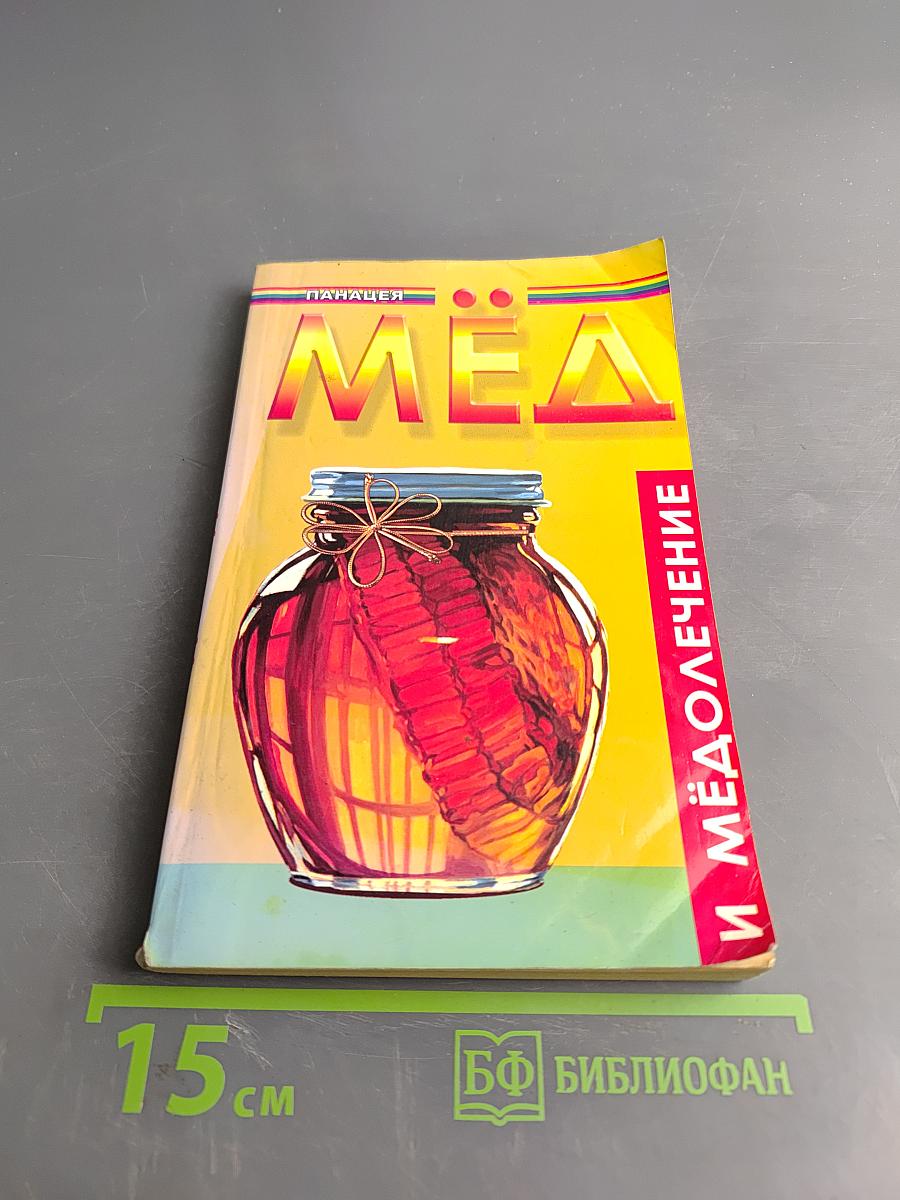 ПАНАЦЕЯ
МЁД
И МЁДОЛЕЧЕНИЕ
15 см
БФ БИБЛИОФАН